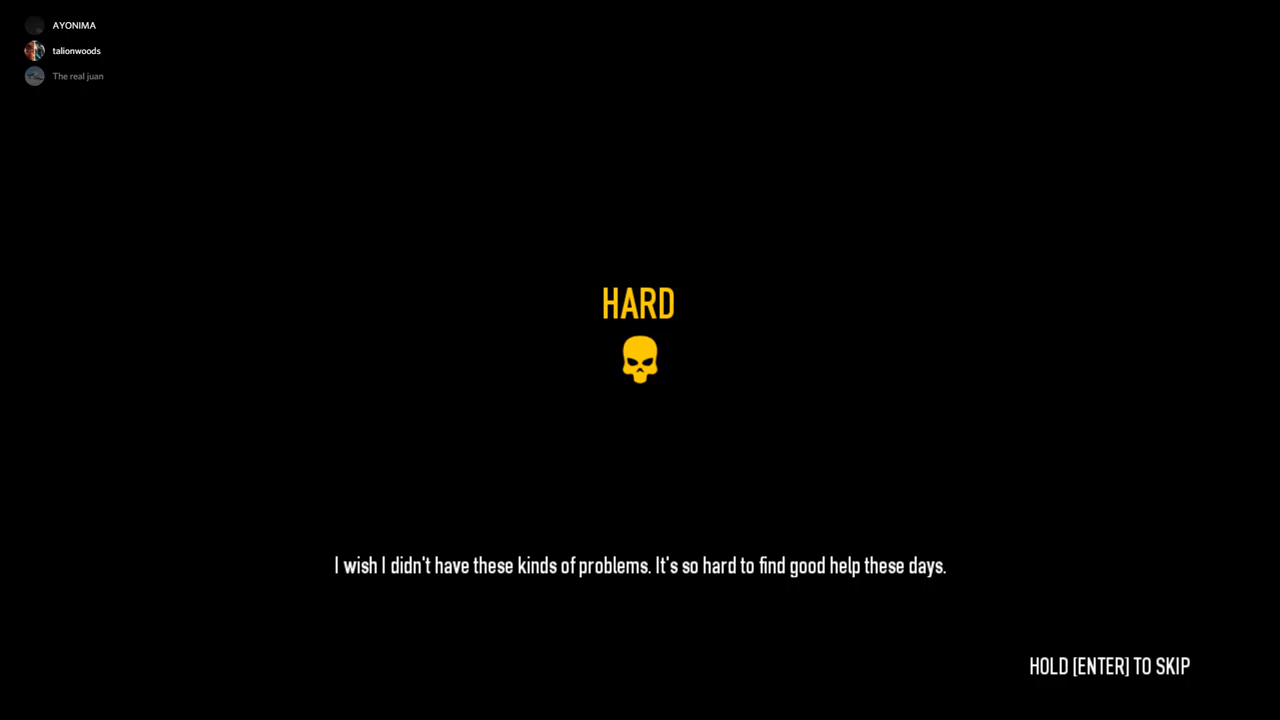 AYONIMA
talionwoods
The real juan
HARD
I wish I didn't have these kinds of problems. It's so hard to find good help these days.
HOLD [ENTER] TO SKIP